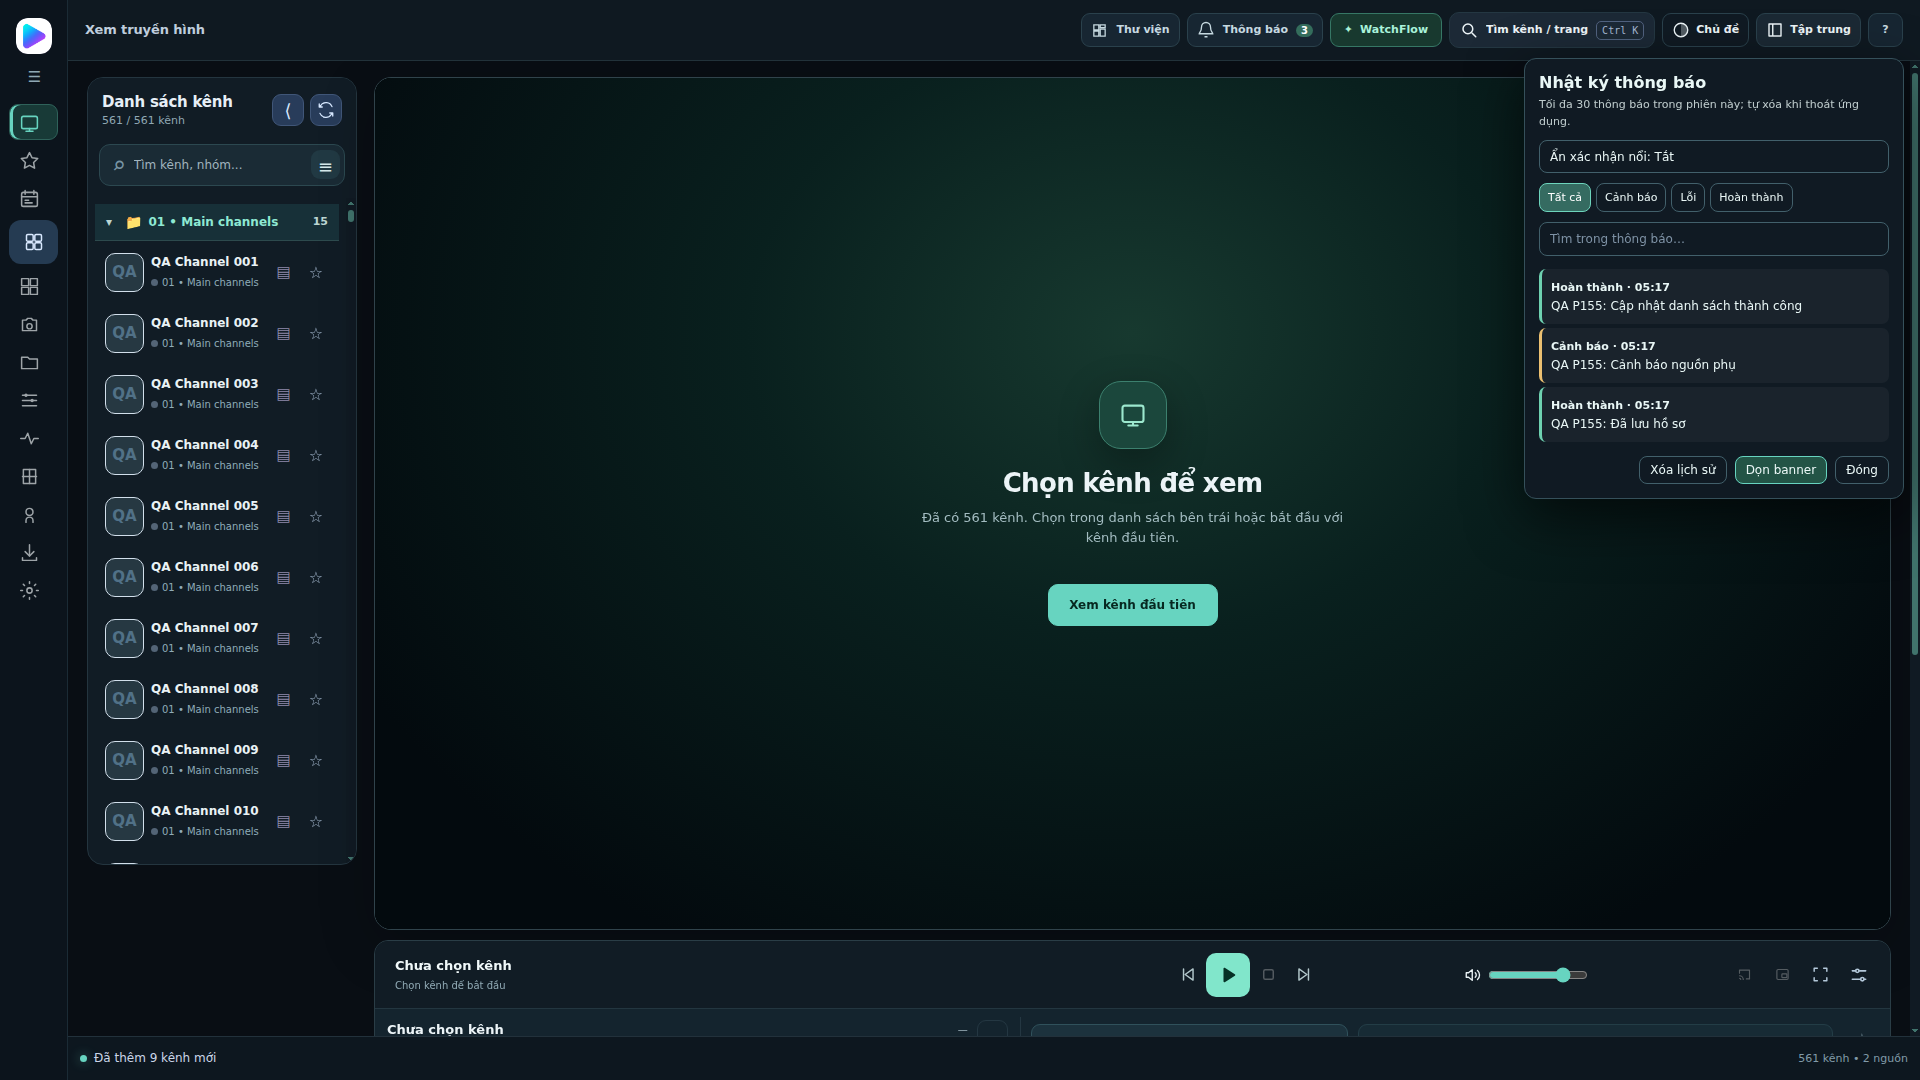 Xem truyền hình
Thư viện
Thông báo 3
WatchFlow
Tìm kênh / trang Ctrl K
Chủ đề
Tập trung
?
Danh sách kênh
561 / 561 kênh
Tìm kênh, nhóm...
01 • Main channels 15
QA QA Channel 001
01 • Main channels
QA QA Channel 002
01 • Main channels
QA QA Channel 003
01 • Main channels
QA QA Channel 004
01 • Main channels
QA QA Channel 005
01 • Main channels
QA QA Channel 006
01 • Main channels
QA QA Channel 007
01 • Main channels
QA QA Channel 008
01 • Main channels
QA QA Channel 009
01 • Main channels
QA QA Channel 010
01 • Main channels
Chọn kênh để xem
Đã có 561 kênh. Chọn trong danh sách bên trái hoặc bắt đầu với
kênh đầu tiên.
Xem kênh đầu tiên
Nhật ký thông báo
Tối đa 30 thông báo trong phiên này; tự xóa khi thoát ứng
dụng.
Ẩn xác nhận nổi: Tắt
Tất cả Cảnh báo Lỗi Hoàn thành
Tìm trong thông báo...
Hoàn thành · 05:17
QA P155: Cập nhật danh sách thành công
Cảnh báo · 05:17
QA P155: Cảnh báo nguồn phụ
Hoàn thành · 05:17
QA P155: Đã lưu hồ sơ
Xóa lịch sử Dọn banner Đóng
Chưa chọn kênh
Chọn kênh để bắt đầu
Chưa chọn kênh
Đã thêm 9 kênh mới
561 kênh • 2 nguồn